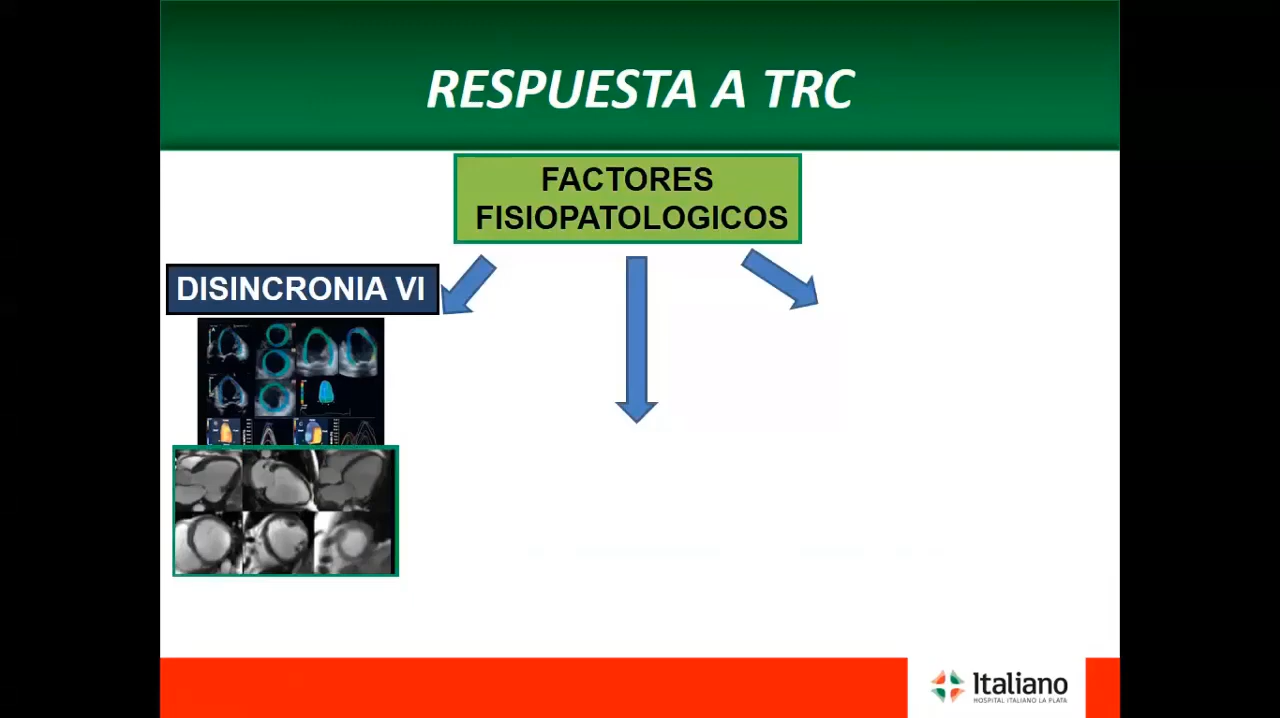 RESPUESTA A TRC
FACTORES
FISIOPATOLOGICOS
DISINCRONIA VI
Italiano
HOSPITAL ITALIANO LA PLATA